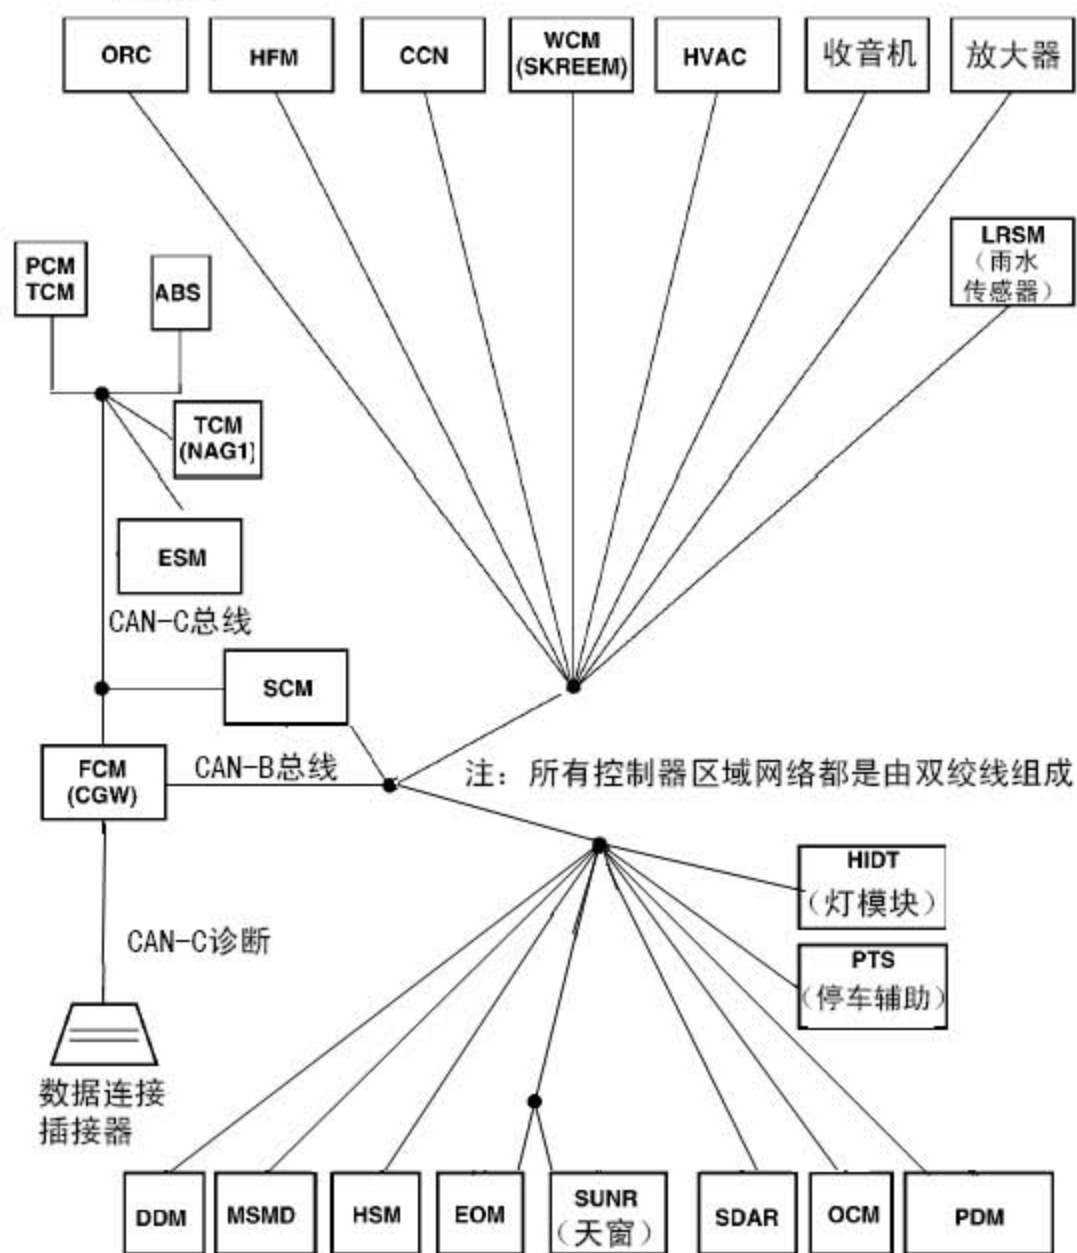 ORC
HFM
CCN
WCM
(SKREEM)
HVAC
收音机
放大器
LRSM
(雨水
传感器)
PCM
TCM
ABS
TCM
(NAG1)
ESM
CAN-C总线
SCM
FCM
(CGW)
CAN-B总线
注：所有控制器区域网络都是由双绞线组成
HIDT
(灯模块)
PTS
(停车辅助)
CAN-C诊断
数据连接
插接器
DDM
MSMD
HSM
EOM
SUNR
(天窗)
SDAR
OCM
PDM